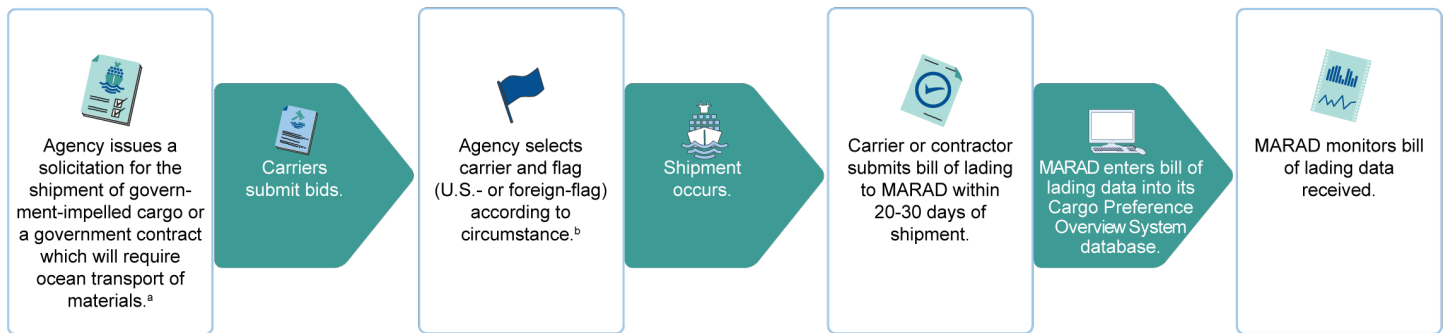 Agency issues a
solicitation for the
shipment of govern-
ment-impelled cargo or
a government contract
which will require
ocean transport of
materials.a
Carriers
submit bids.
Agency selects
carrier and flag
(U.S.- or foreign-flag)
according to
circumstance.b
Shipment
occurs.
Carrier or contractor
submits bill of lading
to MARAD within
20-30 days of
shipment.
MARAD enters bill of
lading data into its
Cargo Preference
Overview System
database.
MARAD monitors bill
of lading data
received.